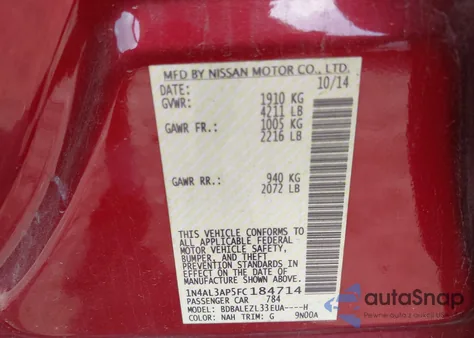 MFD BY NISSAN MOTOR CO., LTD.
DATE: 10/14
GVWR: 1910 KG
4211 LB
GAWR FR.: 1005 KG
2216 LB
GAWR RR.: 940 KG
2072 LB
THIS VEHICLE CONFORMS TO
ALL APPLICABLE FEDERAL
MOTOR VEHICLE SAFETY,
BUMPER, AND THEFT
PREVENTION STANDARDS IN
EFFECT ON THE DATE OF
MANUFACTURE SHOWN ABOVE.
1N4AL3AP5FC184714
PASSENGER CAR 784
MODEL: BDBALEZL33EUA----H
COLOR: NAH TRIM: G 9N00A
autaSnap